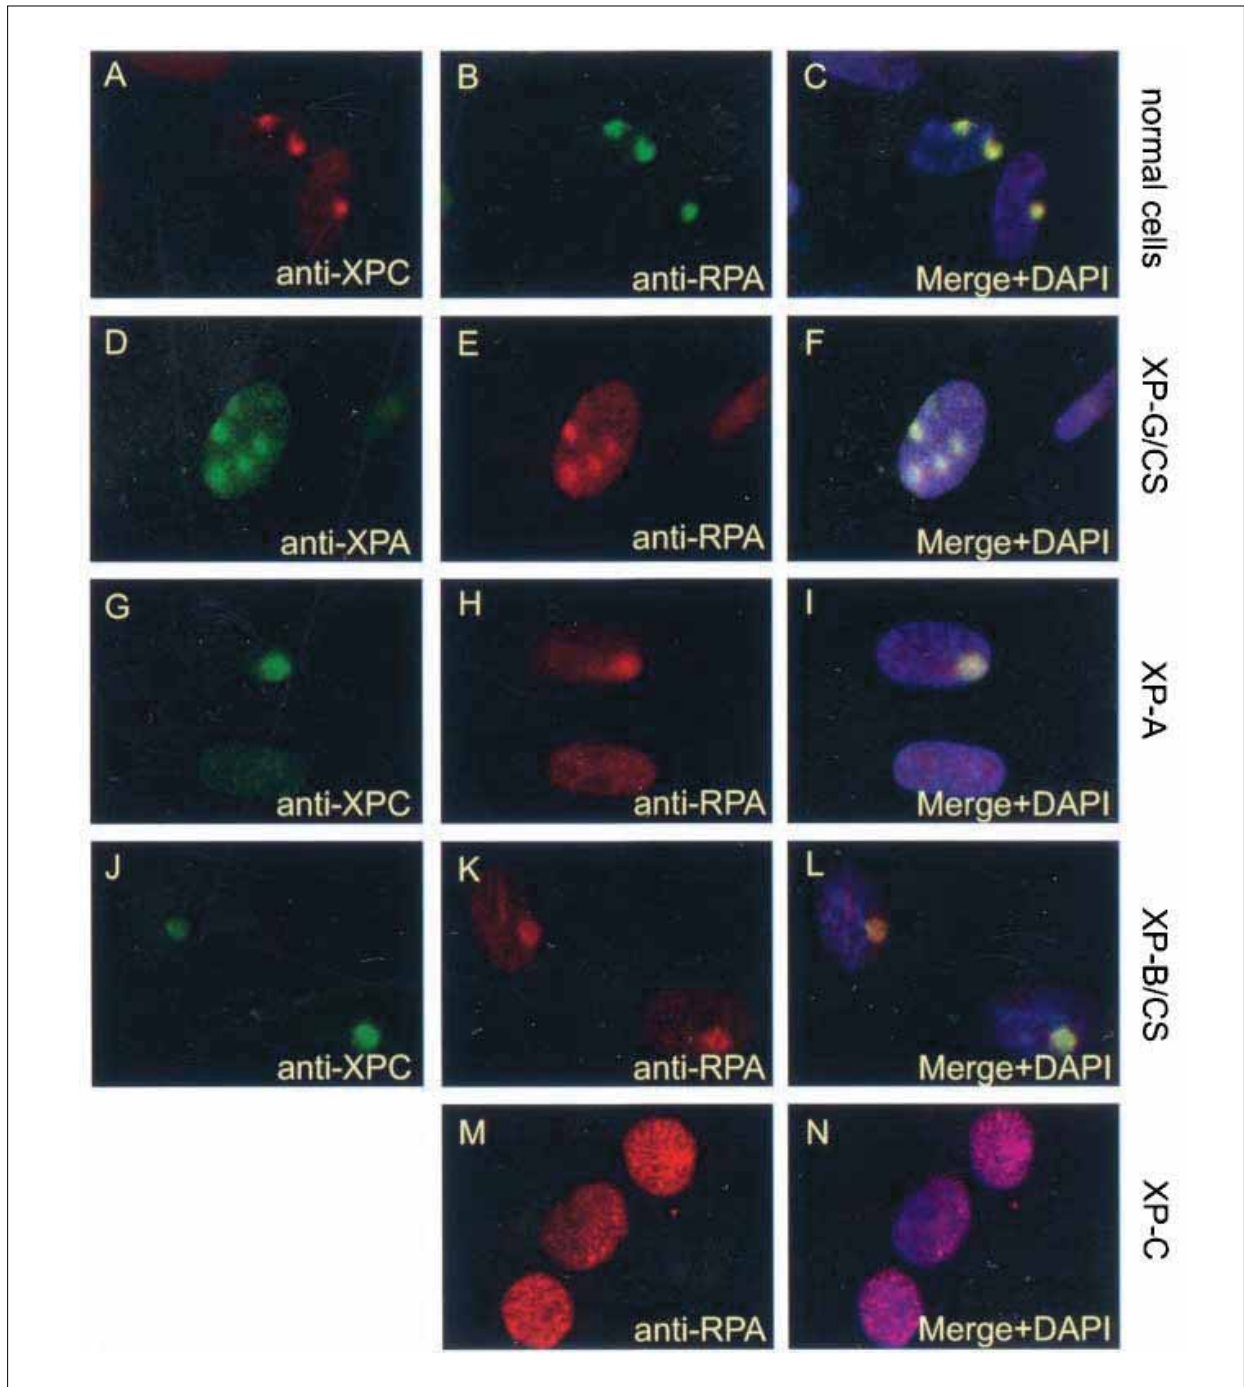 A
anti-XPC
B
anti-RPA
C
Merge+DAPI
normal cells
D
anti-XPA
E
anti-RPA
F
Merge+DAPI
XP-G/CS
G
anti-XPC
H
anti-RPA
I
Merge+DAPI
XP-A
J
anti-XPC
K
anti-RPA
L
Merge+DAPI
XP-B/CS
M
anti-RPA
N
Merge+DAPI
XP-C